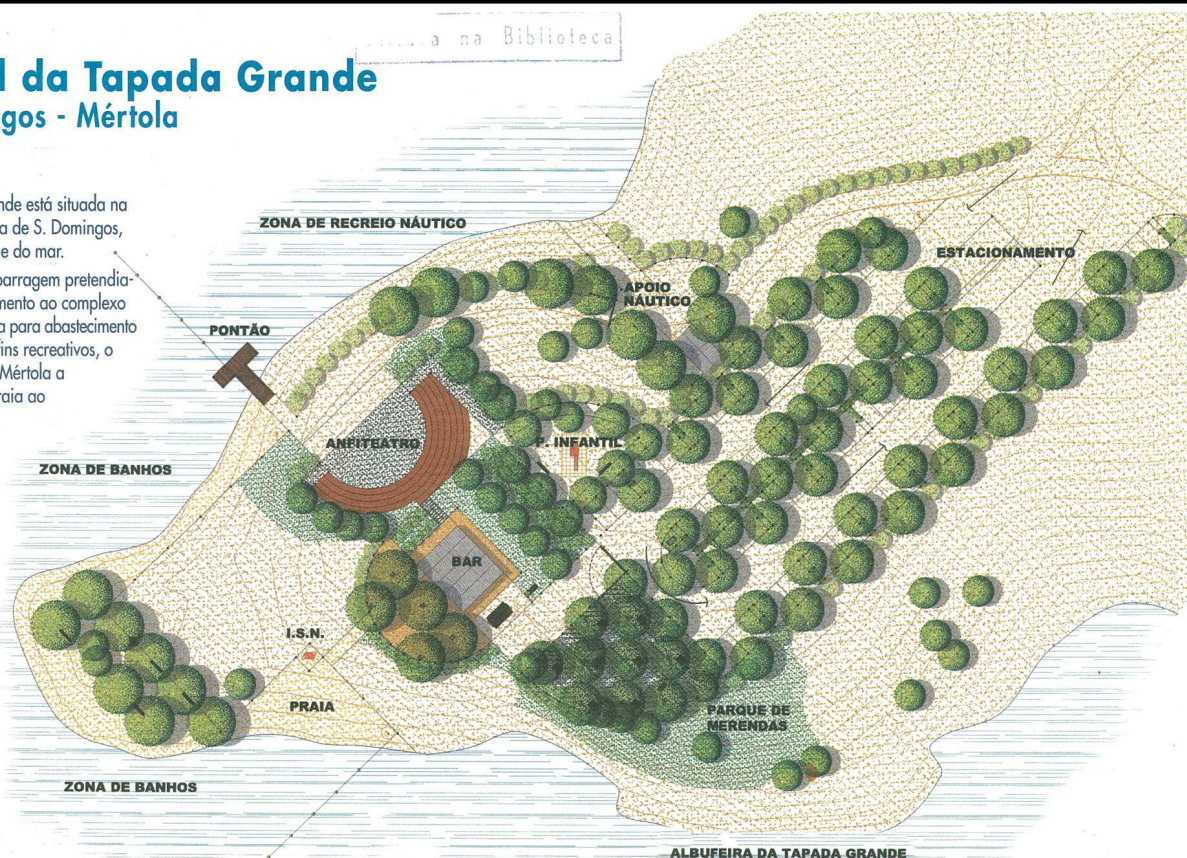 na Biblioteca
da Tapada Grande
gos - Mértola
nde está situada na
a de S. Domingos,
e do mar.
barragem pretendia-
mento ao complexo
a para abastecimento
fins recreativos, o
Mértola a
raia ao
ZONA DE RECREIO NÁUTICO
ESTACIONAMENTO
APOIO
NÁUTICO
PONTÃO
ANFITEATRO
P. INFANTIL
ZONA DE BANHOS
BAR
I.S.N.
PRAIA
PARQUE DE
MERENDAS
ZONA DE BANHOS
ALBUFEIRA DA TAPADA GRANDE